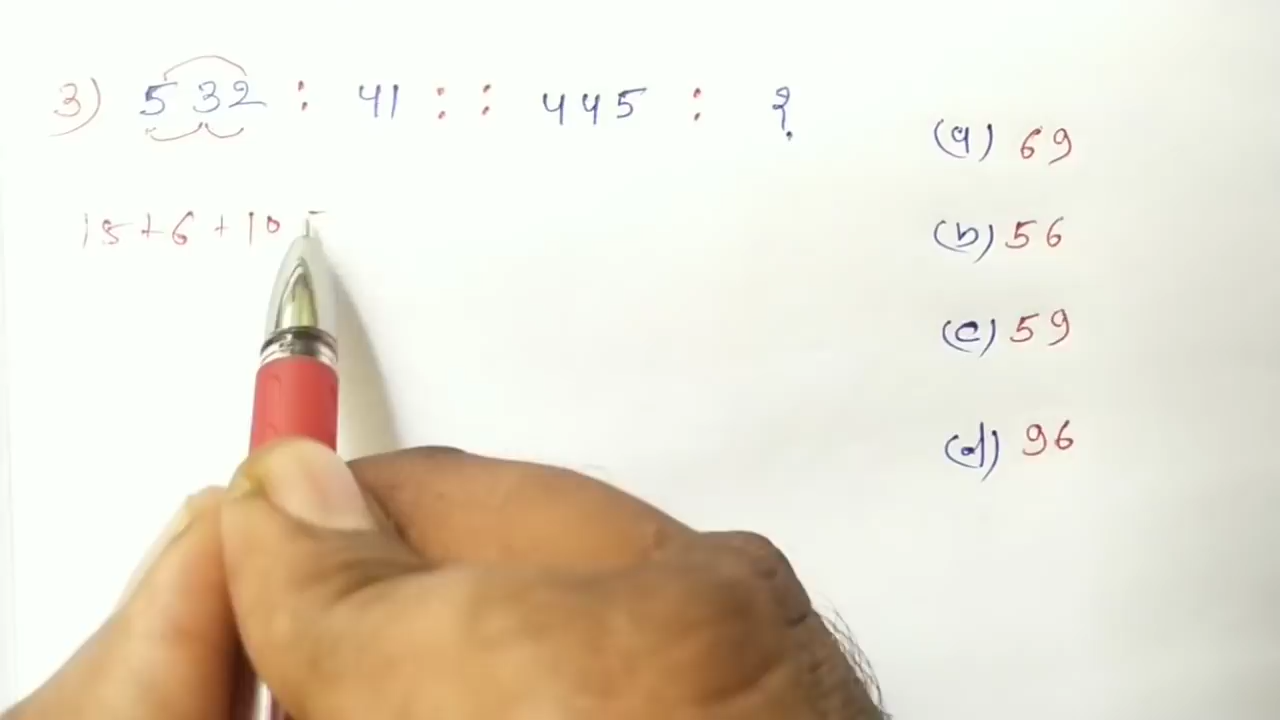 3) 532 : 41 : : 445 : ?
15+6+10
(a) 69
(b) 56
(c) 59
(d) 96